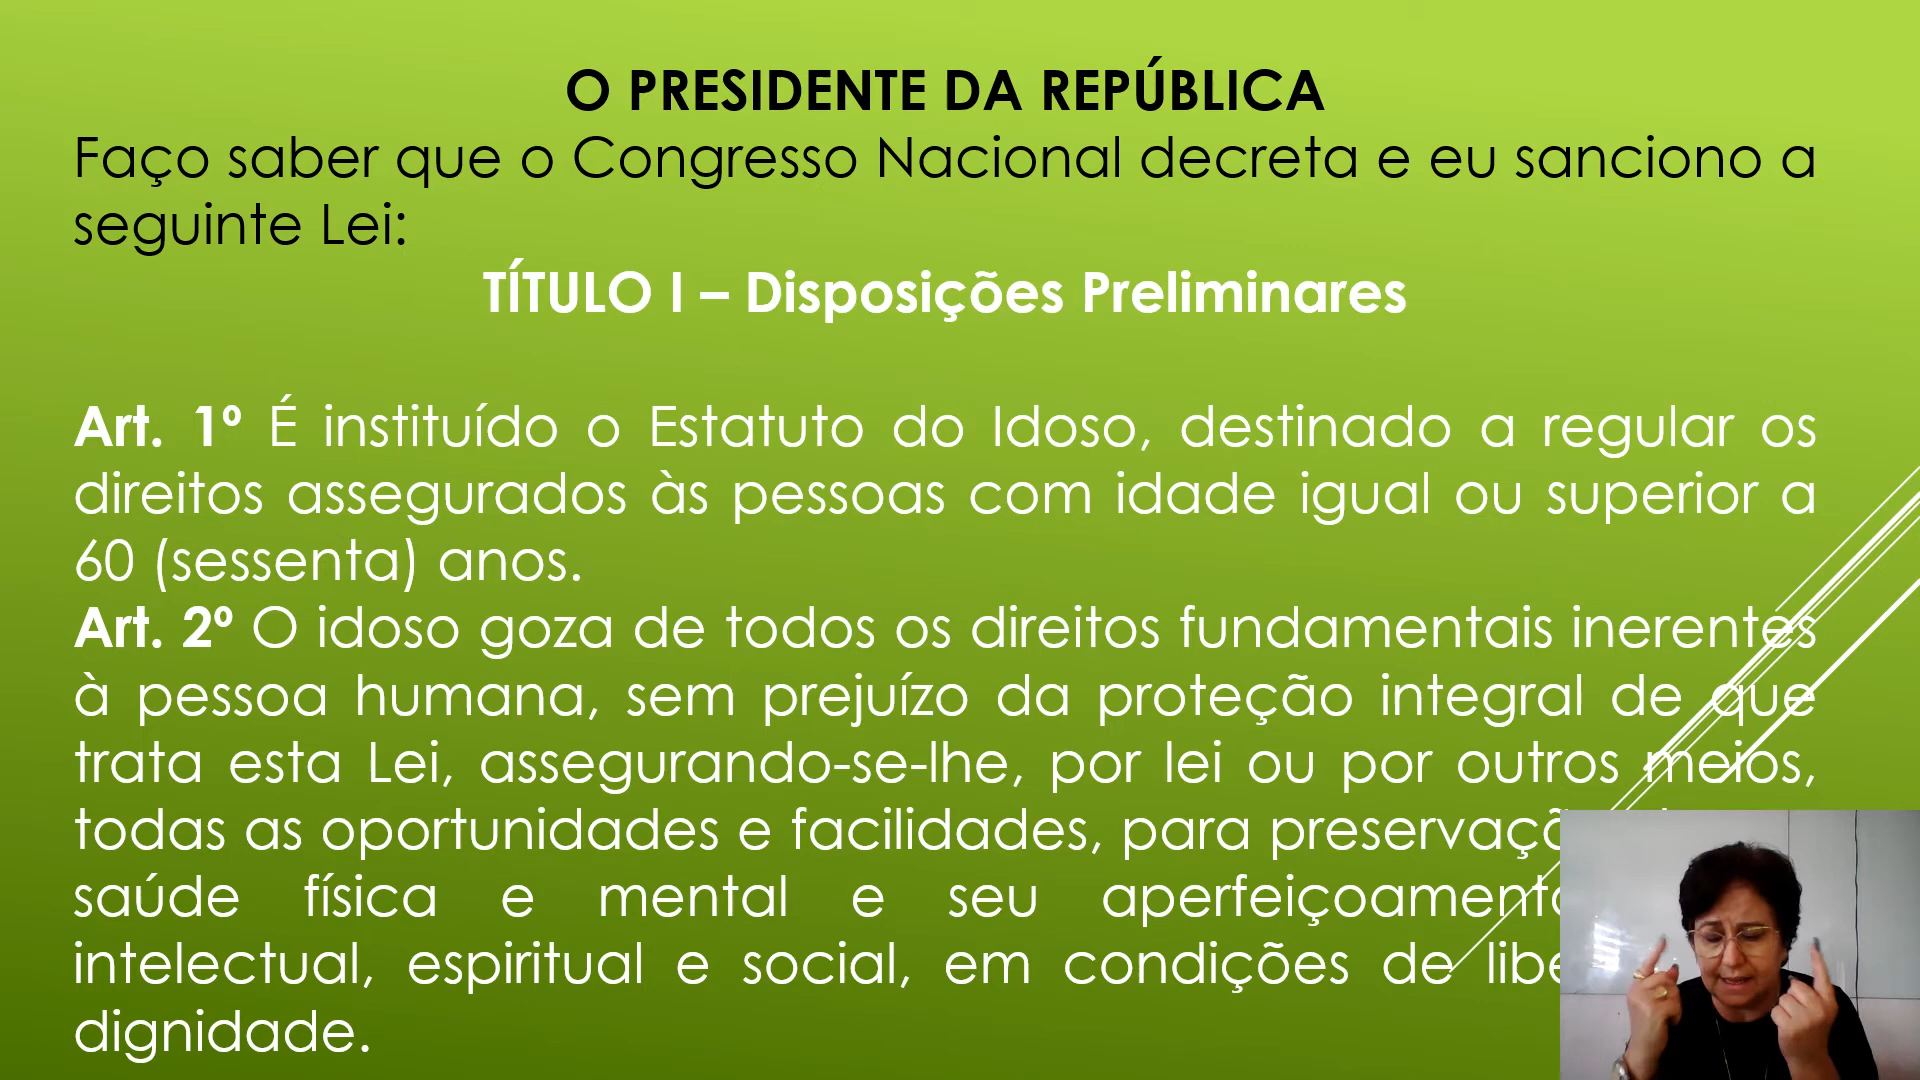 O PRESIDENTE DA REPÚBLICA
Faço saber que o Congresso Nacional decreta e eu sanciono a
seguinte Lei:
TÍTULO I – Disposições Preliminares
Art. 1º É instituído o Estatuto do Idoso, destinado a regular os
direitos assegurados às pessoas com idade igual ou superior a
60 (sessenta) anos.
Art. 2º O idoso goza de todos os direitos fundamentais inerentes
à pessoa humana, sem prejuízo da proteção integral de que
trata esta Lei, assegurando-se-lhe, por lei ou por outros meios,
todas as oportunidades e facilidades, para
saúde física e mental e seu
intelectual, espiritual e social, em condições de
dignidade.